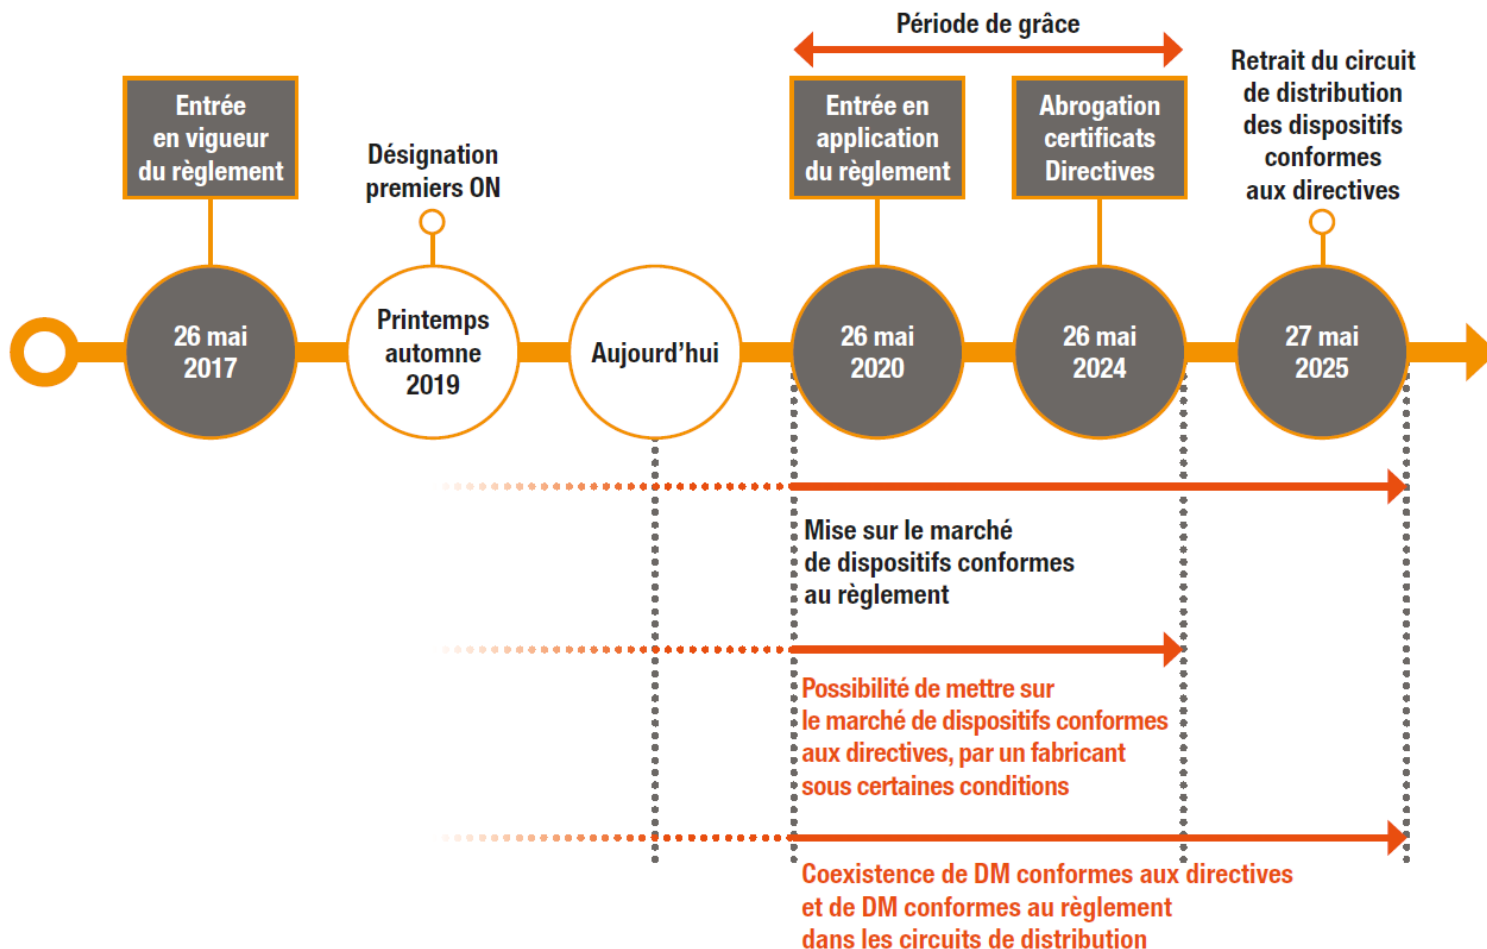 Période de grâce
Entrée
en vigueur
du règlement
Désignation
premiers ON
Entrée en
application
du règlement
Abrogation
certificats
Directives
Retrait du circuit
de distribution
des dispositifs
conformes
aux directives
26 mai
2017
Printemps
automne
2019
Aujourd’hui
26 mai
2020
26 mai
2024
27 mai
2025
Mise sur le marché
de dispositifs conformes
au règlement
Possibilité de mettre sur
le marché de dispositifs conformes
aux directives, par un fabricant
sous certaines conditions
Coexistence de DM conformes aux directives
et de DM conformes au règlement
dans les circuits de distribution